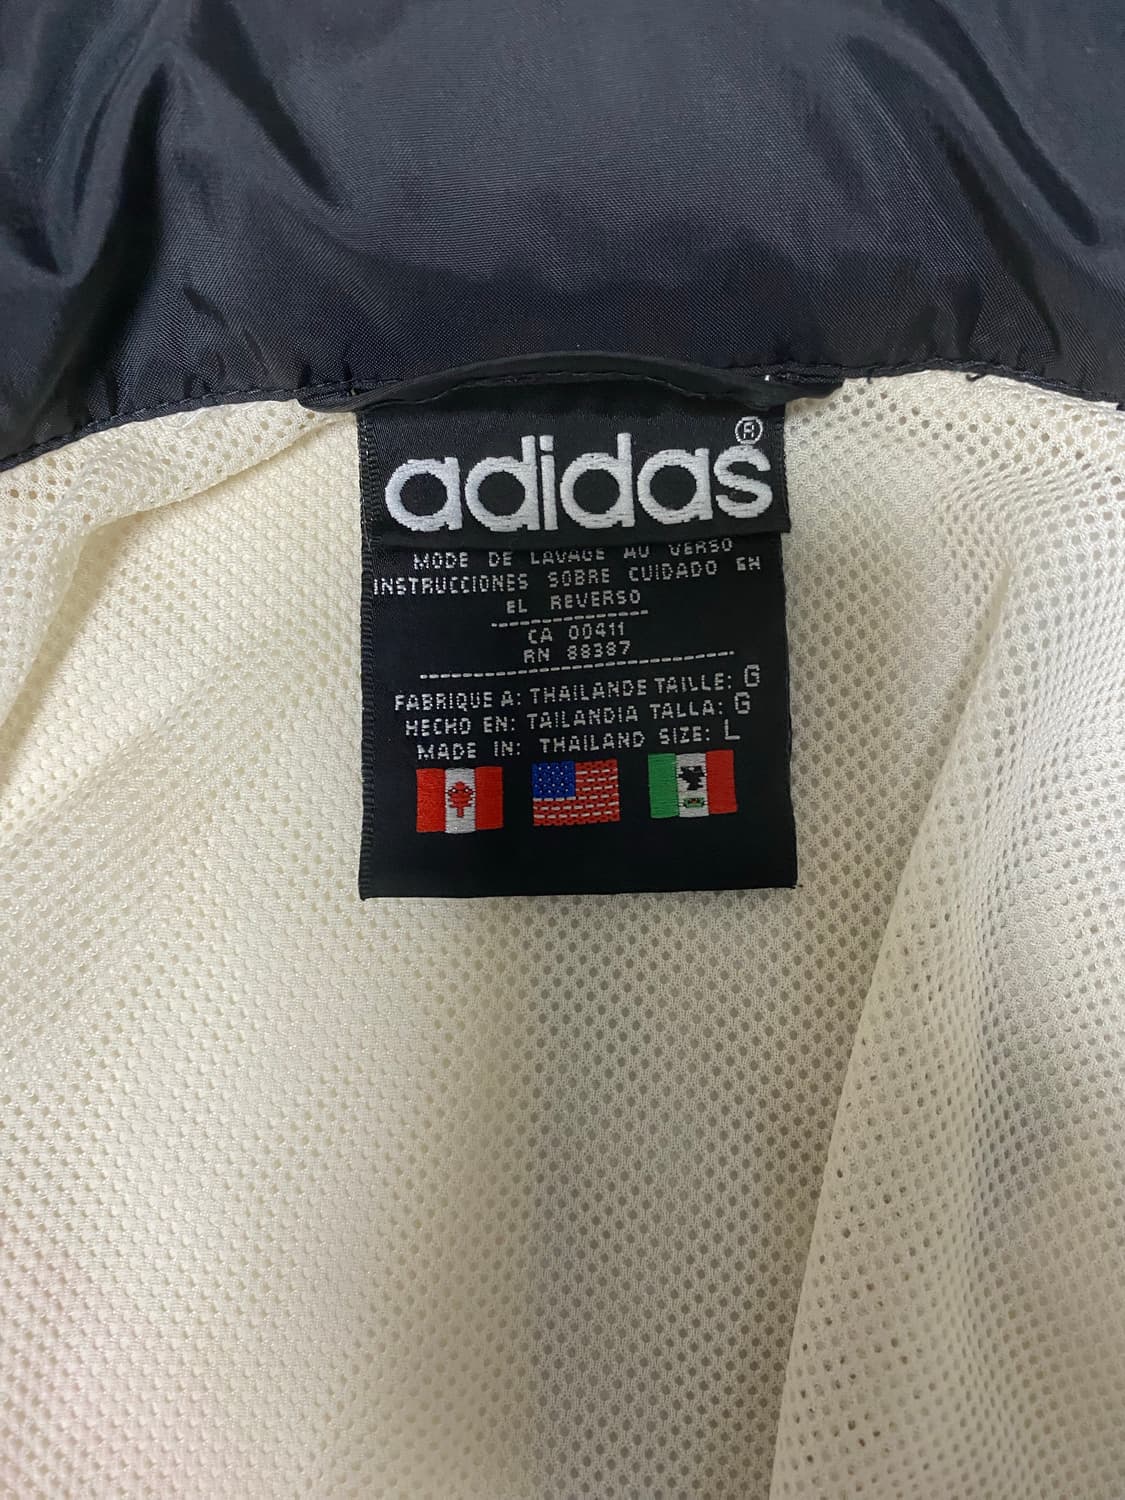 adidas®
MODE DE LAVAGE AU VERSO
INSTRUCCIONES SOBRE CUIDADO EN
EL REVERSO
CA 00411
RN 88387
FABRIQUE A: THAILANDE TAILLE: G
HECHO EN: TAILANDIA TALLA: G
MADE IN: THAILAND SIZE: L